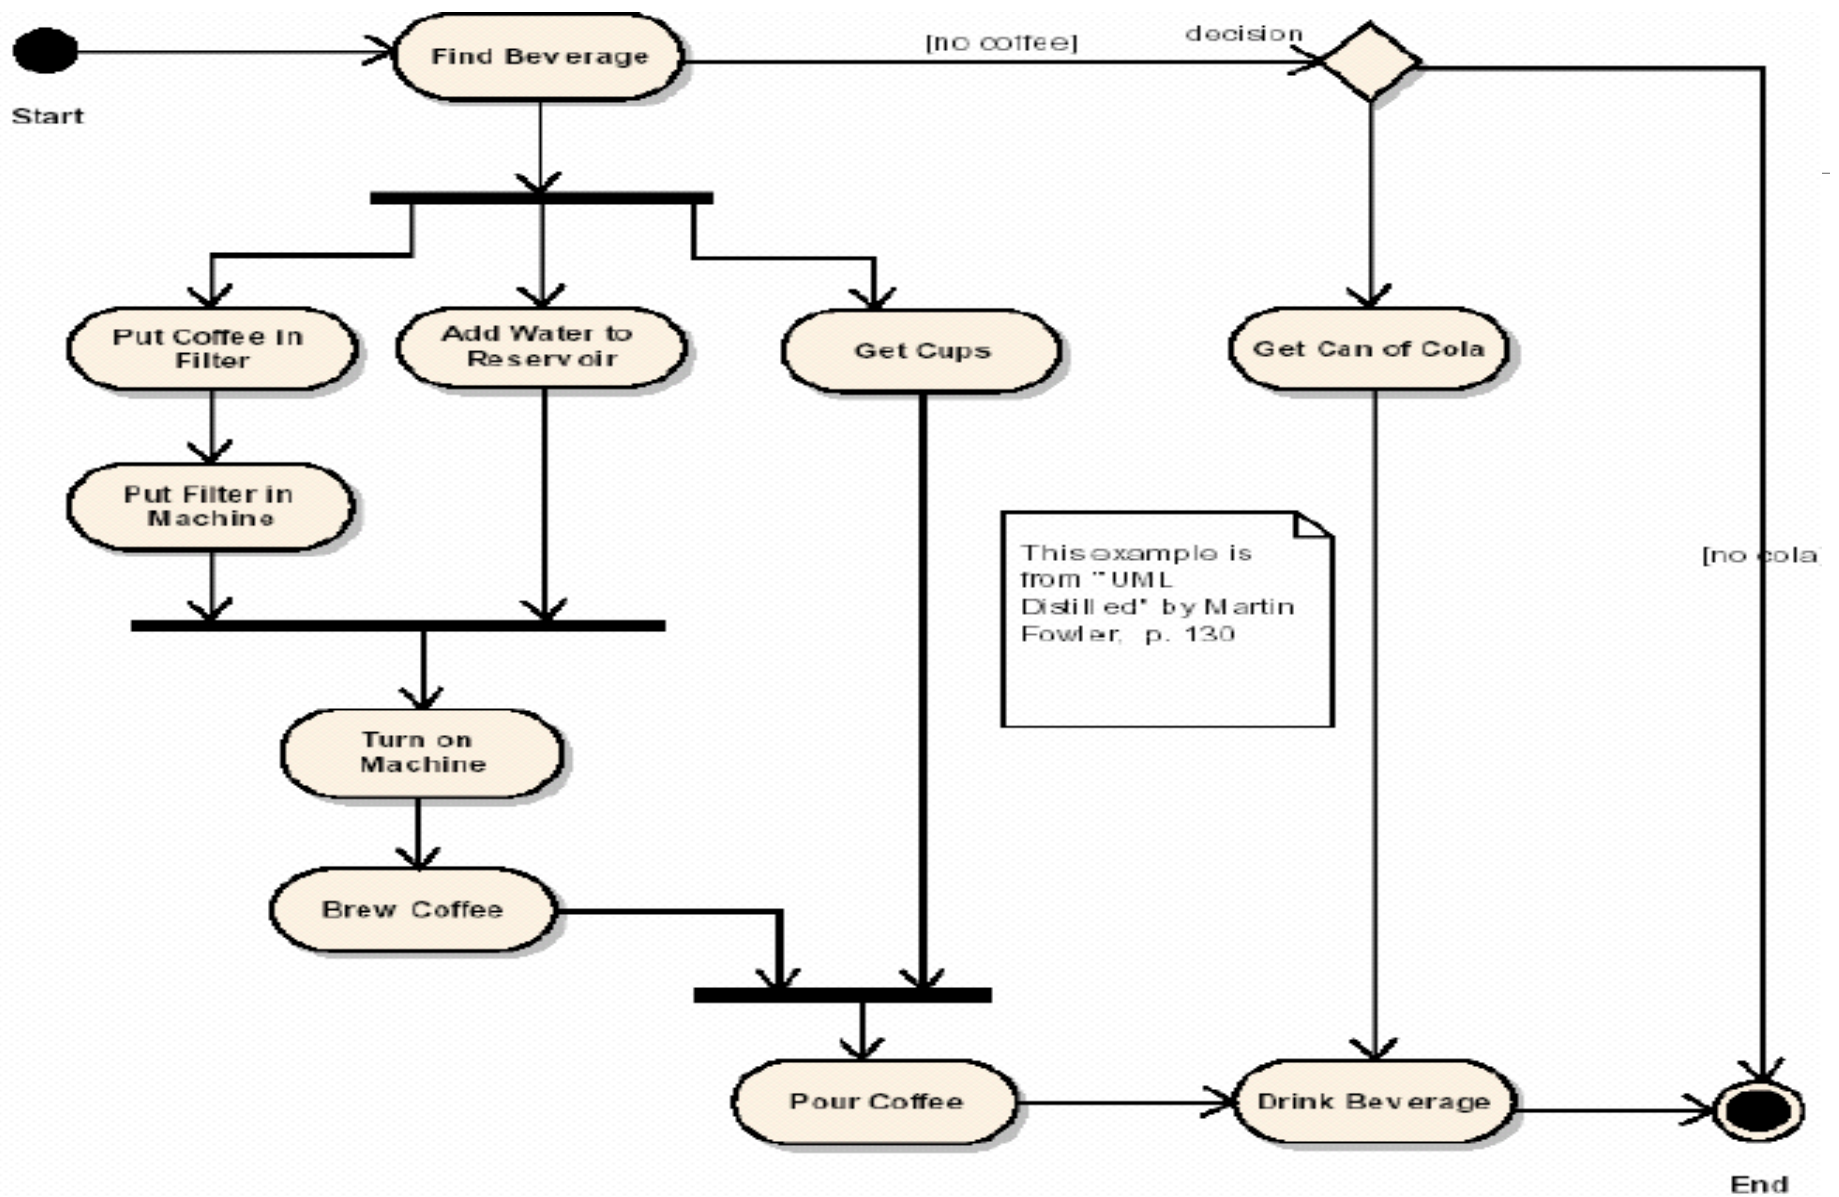 Find Beverage
[no coffee]
decision
Start
Put Coffee in
Filter
Add Water to
Reservoir
Get Cups
Get Can of Cola
Put Filter in
Machine
This example is
from "UML
Distilled" by Martin
Fowler, p. 130
[no cola]
Turn on
Machine
Brew Coffee
Pour Coffee
Drink Beverage
End